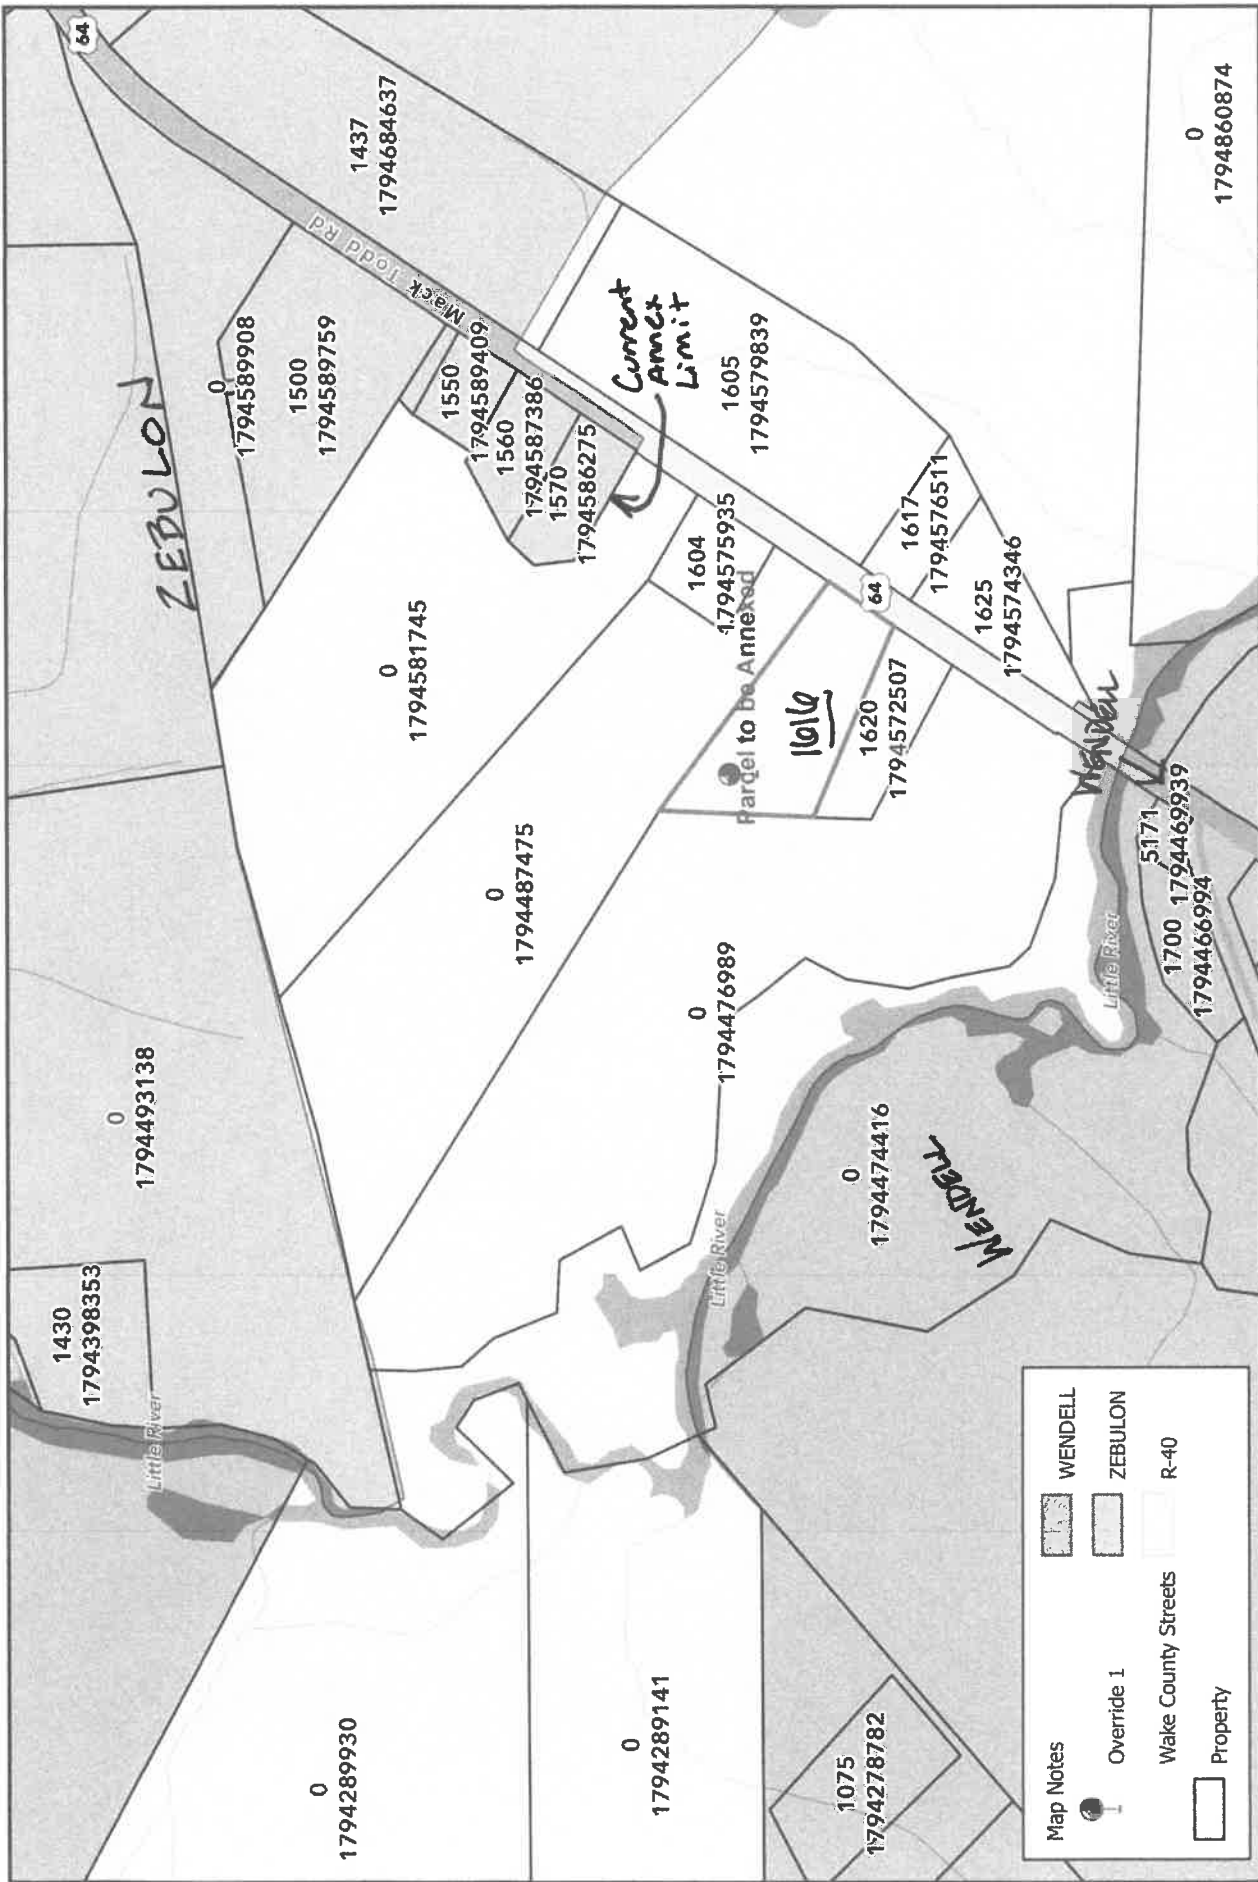 64
1437
1794684637
0
1794860874
Mack Todd Rd
ZEBULON
0
1794589908
1500
1794589759
1550
1794589409
1560
1794587386
1570
1794586275
Current
Annex
Limit
1605
1794579839
0
1794581745
1604
1794575935
Parcel to be Annexed
1616
1617
1794576511
64
1625
1794574346
1620
1794572507
WENDELL
0
1794487475
0
1794476989
5171
1794469939
1700
1794466994
Little River
0
1794493138
0
1794474416
WENDELL
Little River
1430
1794398353
Little River
0
1794289930
0
1794289141
1075
1794278782
Map Notes
Override 1
Wake County Streets
Property
WENDELL
ZEBULON
R-40